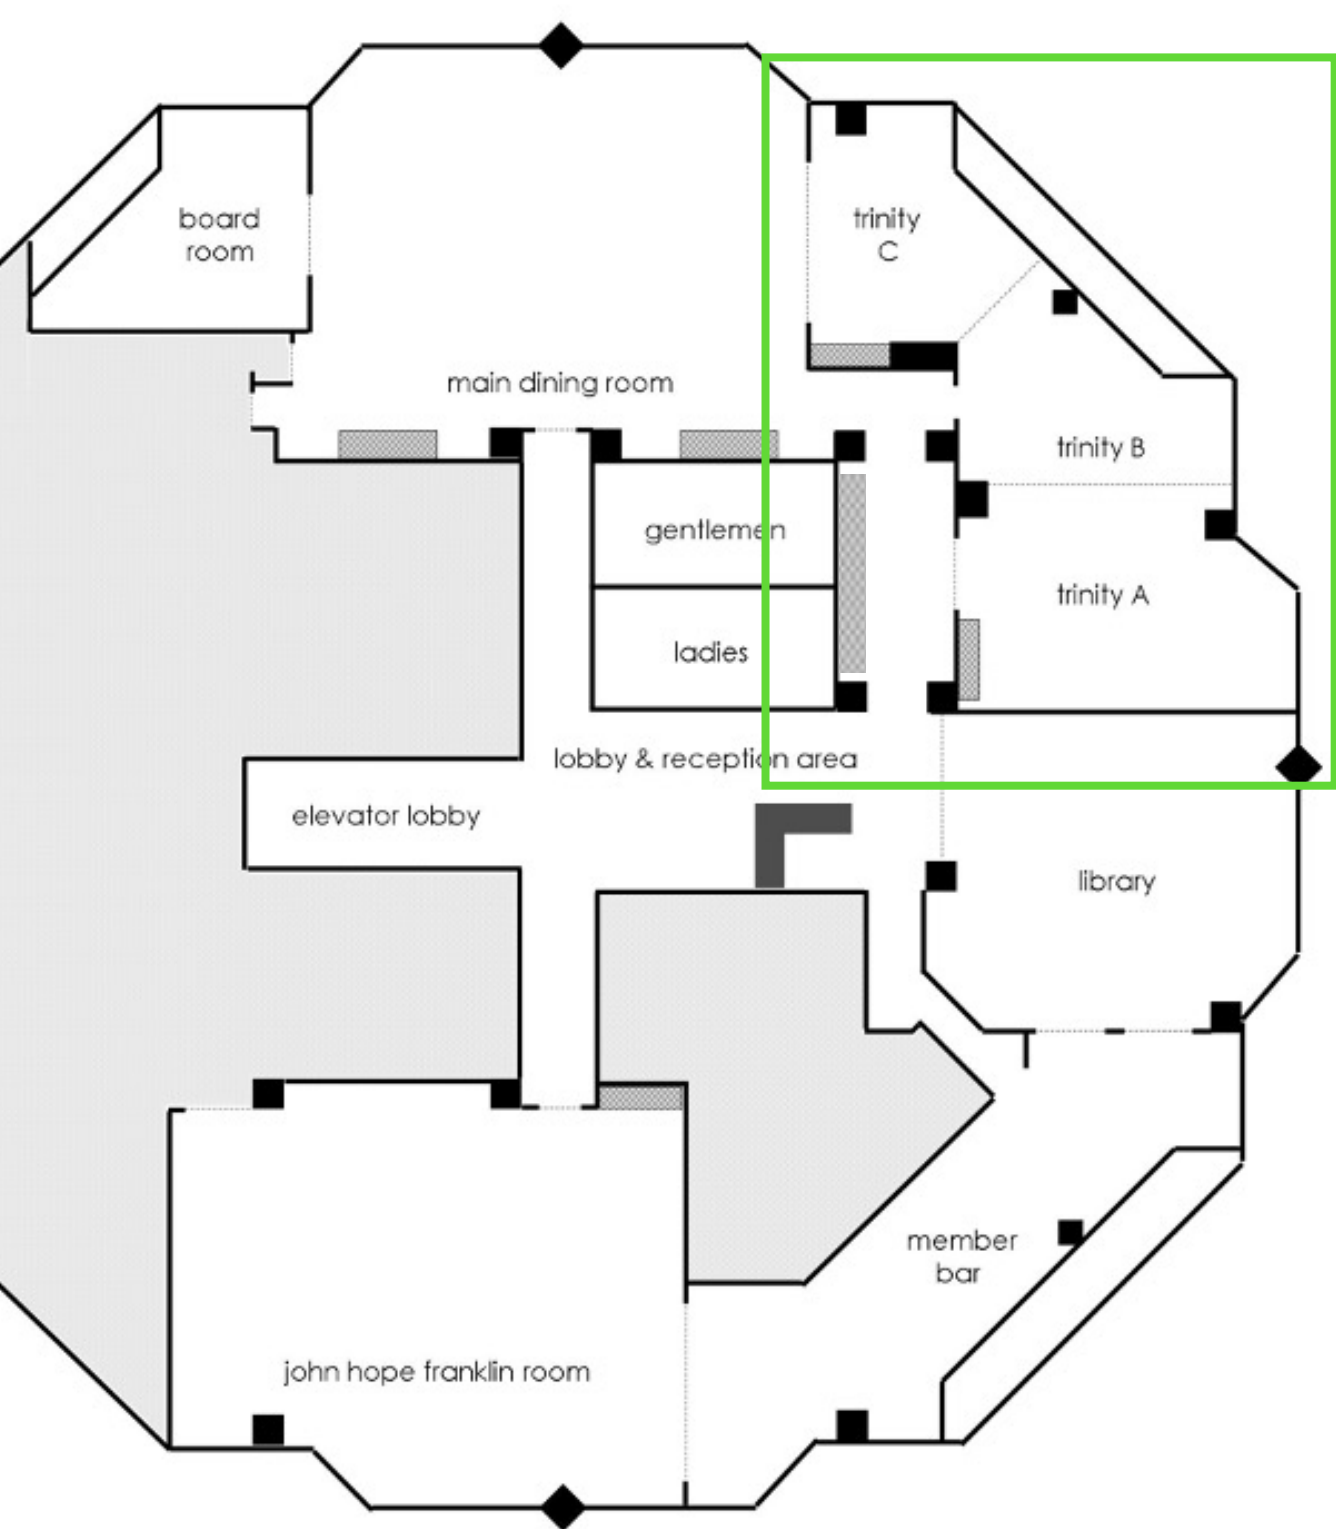 board
room
trinity
C
main dining room
trinity B
gentlemen
trinity A
ladies
lobby & reception area
elevator lobby
library
member
bar
john hope franklin room